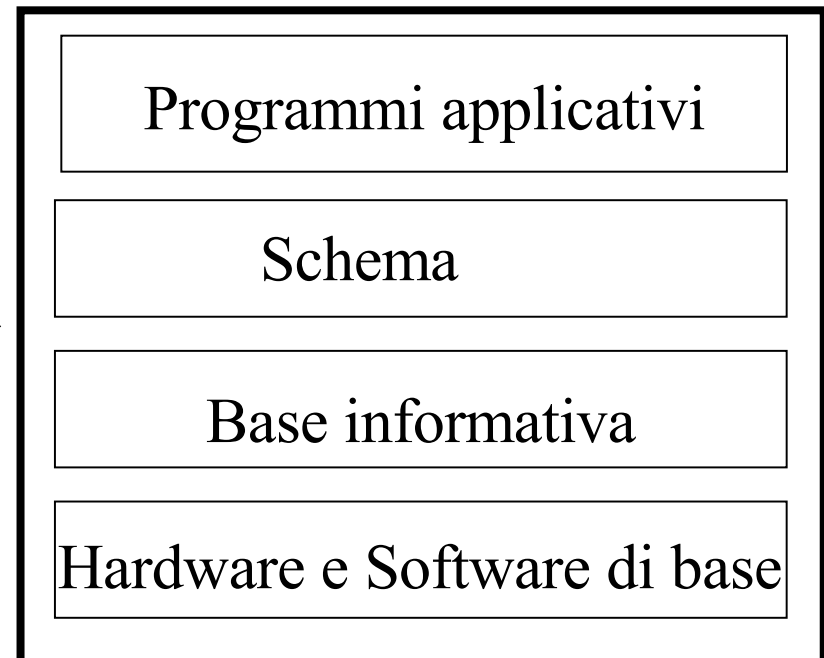 Programmi applicativi
Schema
Base informativa
Hardware e Software di base